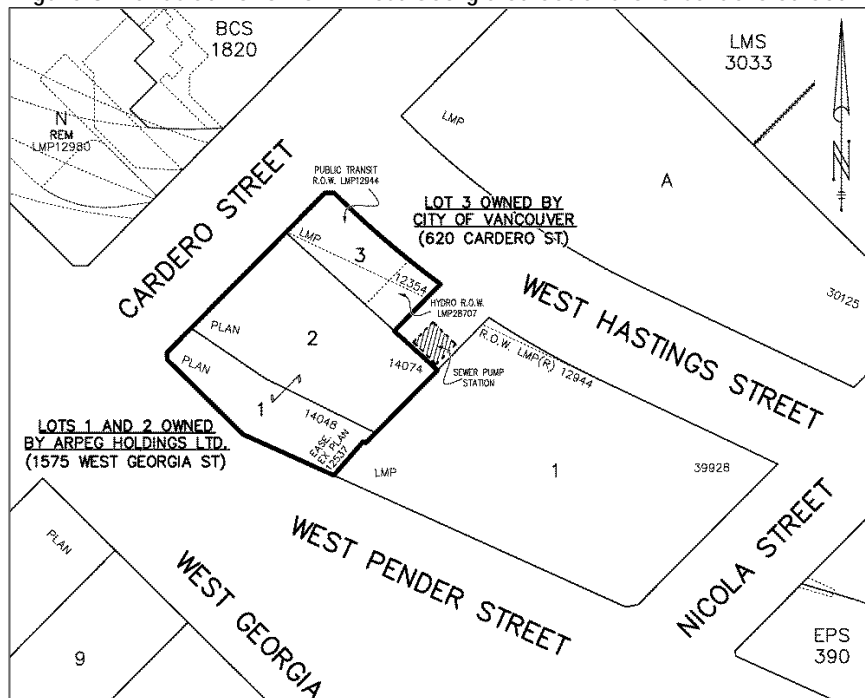 BCS
1820
LMS
3033
N
REM
LMP12980
LMP
A
30125
N
PUBLIC TRANSIT
R.O.W. LMP12944
LOT 3 OWNED BY
CITY OF VANCOUVER
(620 CARDERO ST)
CARDERO STREET
LMP
3
12354
HYDRO R.O.W.
LMP28707
WEST HASTINGS STREET
PLAN
2
14074
R.O.W. LMP(R) 12944
SEWER PUMP
STATION
PLAN
1
14048
EASE
EX PLAN
12537
LOTS 1 AND 2 OWNED
BY ARPEG HOLDINGS LTD.
(1575 WEST GEORGIA ST)
LMP
1
39928
WEST PENDER STREET
NICOLA STREET
PLAN
WEST GEORGIA
9
EPS
390